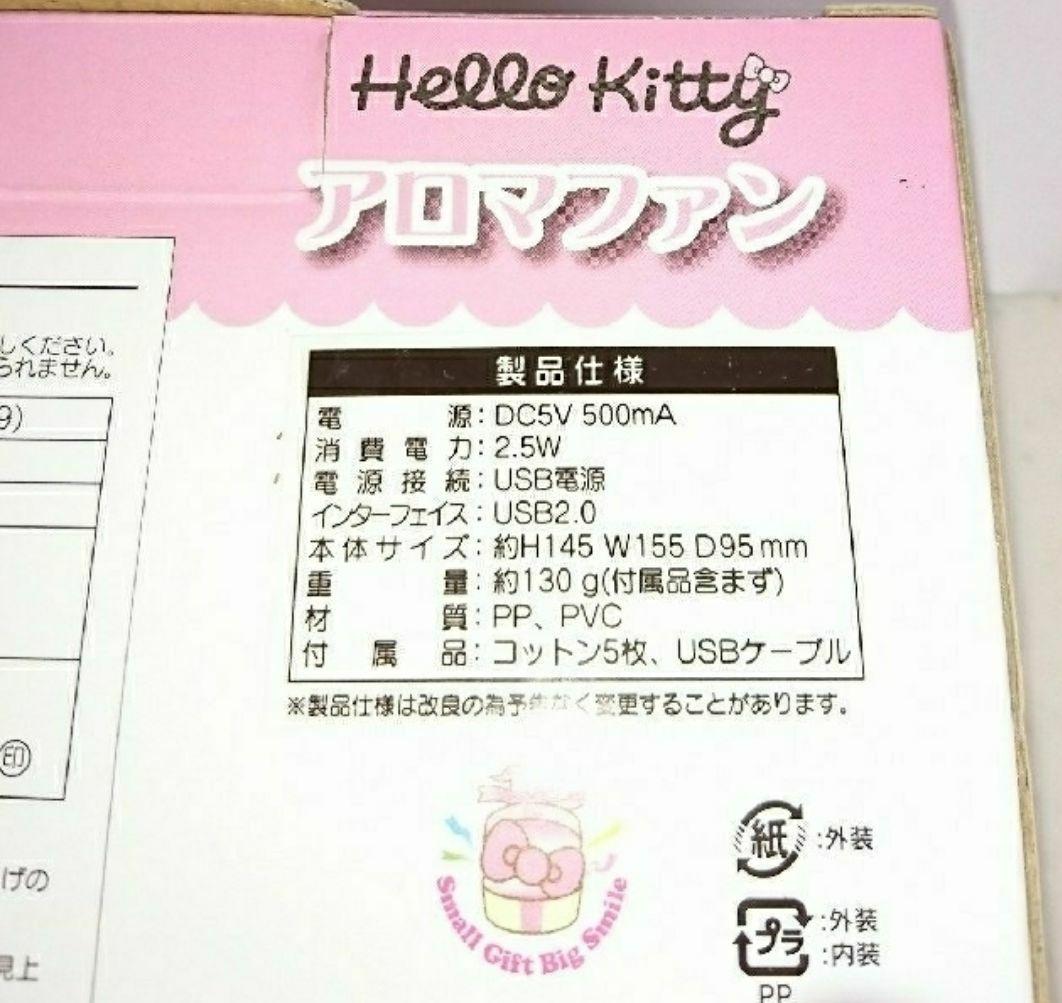 Hello Kitty
アロマファン
しください。
られません。
9)
印
げの
見上
製品仕様
電源:DC5V 500mA
消費電力:2.5W
電源接続:USB電源
インターフェイス:USB2.0
本体サイズ:約H145 W155 D95mm
重量:約130 g(付属品含まず)
材質:PP、PVC
付属品:コットン5枚、USBケーブル
※製品仕様は改良の為予告なく変更することがあります。
Small Gift Big Smile
紙:外装
プラ:外装
:内装
PP